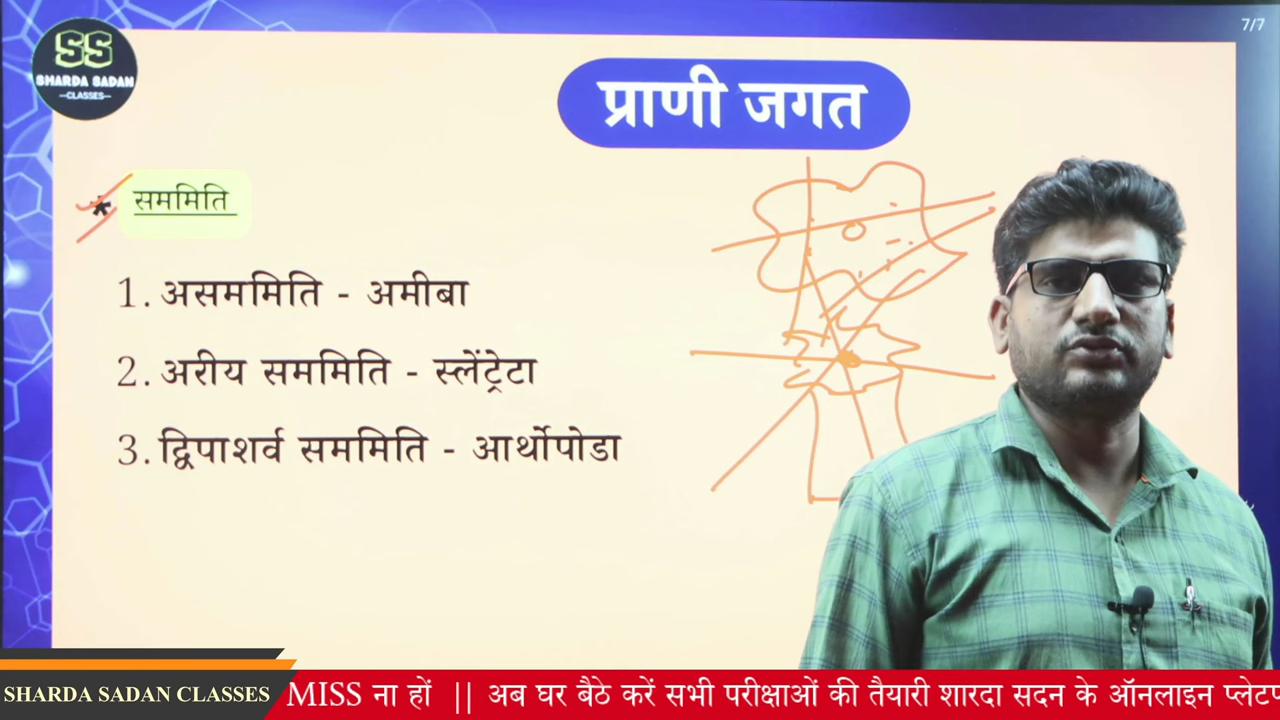 7/7
SS
SHARDA SADAN
CLASSES
प्राणी जगत
* सममिति
1. असममिति - अमीबा
2. अरीय सममिति - स्लेंट्रेटा
3. द्विपाशर्व सममिति - आर्थोपोडा
SHARDA SADAN CLASSES
MISS ना हों || अब घर बैठे करें सभी परीक्षाओं की तैयारी शारदा सदन के ऑनलाइन